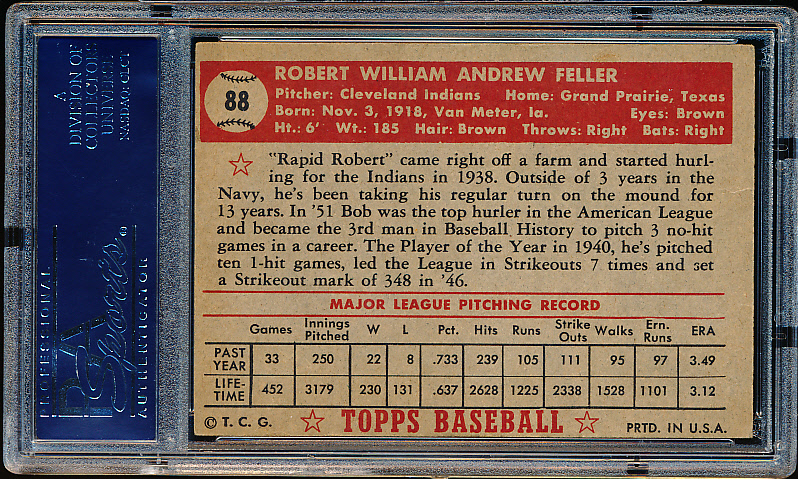 A
DIVISION OF
COLLECTORS
UNIVERSE
NASDAQ: CLCT
PROFESSIONAL
PSA
Sports®
AUTHENTICATOR
88
ROBERT WILLIAM ANDREW FELLER
Pitcher: Cleveland Indians Home: Grand Prairie, Texas
Born: Nov. 3, 1918, Van Meter, Ia. Eyes: Brown
Ht.: 6' Wt.: 185 Hair: Brown Throws: Right Bats: Right
"Rapid Robert" came right off a farm and started hurl-
ing for the Indians in 1938. Outside of 3 years in the
Navy, he's been taking his regular turn on the mound for
13 years. In '51 Bob was the top hurler in the American League
and became the 3rd man in Baseball History to pitch 3 no-hit
games in a career. The Player of the Year in 1940, he's pitched
ten 1-hit games, led the League in Strikeouts 7 times and set
a Strikeout mark of 348 in '46.
MAJOR LEAGUE PITCHING RECORD
Games Innings Pitched W L Pct. Hits Runs Strike Outs Walks Ern. Runs ERA
PAST YEAR 33 250 22 8 .733 239 105 111 95 97 3.49
LIFE-TIME 452 3179 230 131 .637 2628 1225 2338 1528 1101 3.12
© T. C. G. TOPPS BASEBALL PRTD. IN U.S.A.